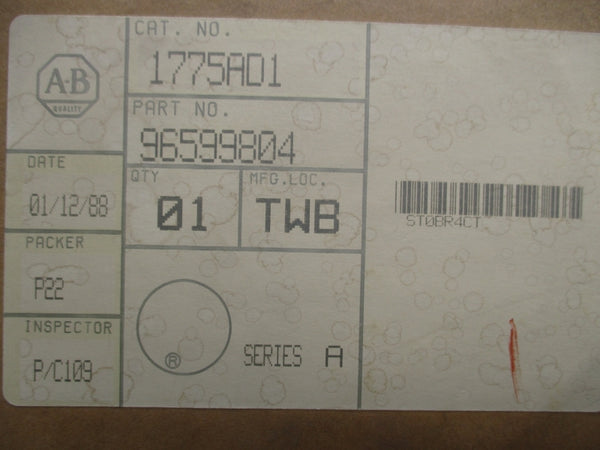 A-B
QUALITY
CAT. NO.
1775AD1
PART NO.
96599804
DATE
01/12/88
QTY
01
MFG.LOC.
TWB
ST0BR4CT
PACKER
P22
INSPECTOR
P/C109
®
SERIES A